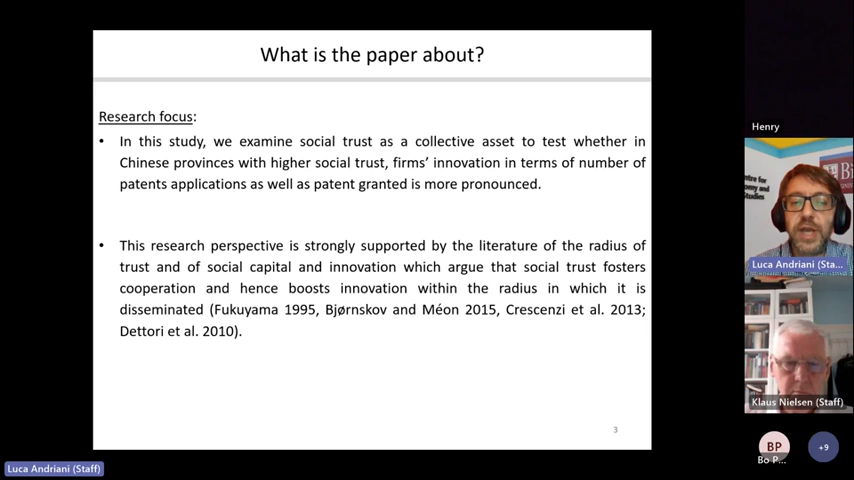 What is the paper about?
Research focus:
• In this study, we examine social trust as a collective asset to test whether in
Chinese provinces with higher social trust, firms’ innovation in terms of number of
patents applications as well as patent granted is more pronounced.
• This research perspective is strongly supported by the literature of the radius of
trust and of social capital and innovation which argue that social trust fosters
cooperation and hence boosts innovation within the radius in which it is
disseminated (Fukuyama 1995, Bjørnskov and Méon 2015, Crescenzi et al. 2013;
Dettori et al. 2010).
3
Luca Andriani (Staff)
Henry
Bi
Studies
Luca Andriani (Sta...
Klaus Nielsen (Staff)
BP
+9
Bo P...